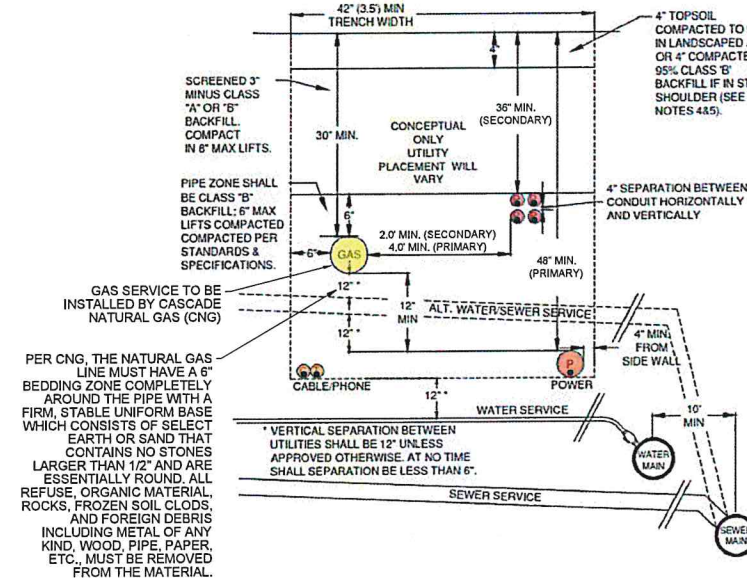 42" (3.5') MIN
TRENCH WIDTH
4" TOPSOIL
COMPACTED TO
IN LANDSCAPED
OR 4" COMPACTE
95% CLASS 'B'
BACKFILL IF IN ST
SHOULDER (SEE
NOTES 4&5).
4"
SCREENED 3"
MINUS CLASS
"A" OR "B"
BACKFILL.
COMPACT
IN 8" MAX LIFTS.
30" MIN.
36" MIN.
(SECONDARY)
CONCEPTUAL
ONLY
UTILITY
PLACEMENT WILL
VARY
PIPE ZONE SHALL
BE CLASS "B"
BACKFILL; 6" MAX
LIFTS COMPACTED
COMPACTED PER
STANDARDS &
SPECIFICATIONS.
4" SEPARATION BETWEEN
CONDUIT HORIZONTALLY
AND VERTICALLY
6"
2.0' MIN. (SECONDARY)
4.0' MIN. (PRIMARY)
6"
GAS
48" MIN.
(PRIMARY)
GAS SERVICE TO BE
INSTALLED BY CASCADE
NATURAL GAS (CNG)
12" *
12"
MIN
ALT. WATER/SEWER SERVICE
12" *
4" MIN.
FROM
SIDE WALL
PER CNG, THE NATURAL GAS
LINE MUST HAVE A 6"
BEDDING ZONE COMPLETELY
AROUND THE PIPE WITH A
FIRM, STABLE UNIFORM BASE
WHICH CONSISTS OF SELECT
EARTH OR SAND THAT
CONTAINS NO STONES
LARGER THAN 1/2" AND ARE
ESSENTIALLY ROUND. ALL
REFUSE, ORGANIC MATERIAL,
ROCKS, FROZEN SOIL CLODS,
AND FOREIGN DEBRIS
INCLUDING METAL OF ANY
KIND, WOOD, PIPE, PAPER,
ETC., MUST BE REMOVED
FROM THE MATERIAL.
P
CABLE/PHONE
POWER
12" *
WATER SERVICE
10'
MIN
* VERTICAL SEPARATION BETWEEN
UTILITIES SHALL BE 12" UNLESS
APPROVED OTHERWISE. AT NO TIME
SHALL SEPARATION BE LESS THAN 6".
WATER
MAIN
SEWER SERVICE
SEWER
MAIN